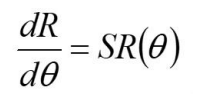 dR/dθ = SR(θ)